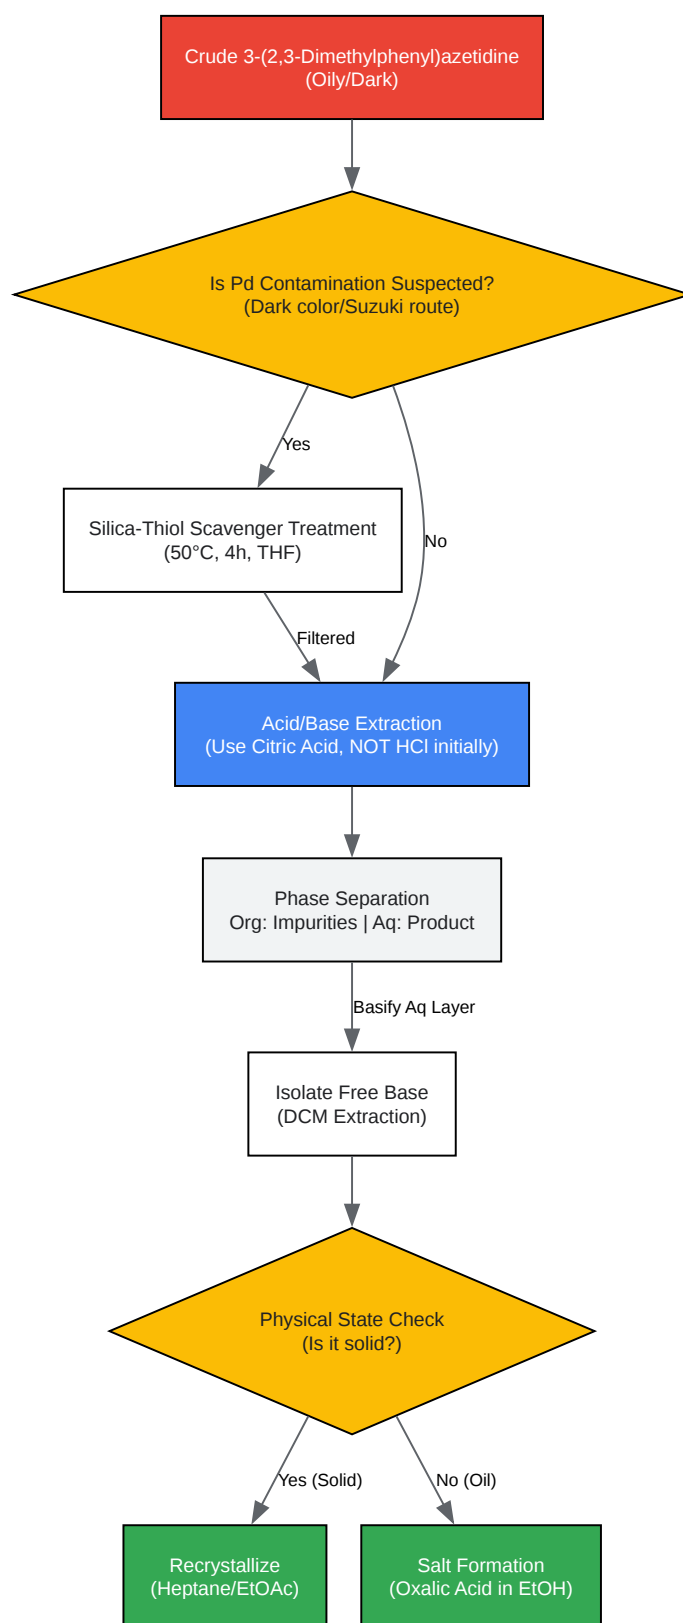 Crude 3-(2,3-Dimethylphenyl)azetidine
(Oily/Dark)
Is Pd Contamination Suspected?
(Dark color/Suzuki route)
Yes
No
Silica-Thiol Scavenger Treatment
(50°C, 4h, THF)
Filtered
Acid/Base Extraction
(Use Citric Acid, NOT HCl initially)
Phase Separation
Org: Impurities | Aq: Product
Basify Aq Layer
Isolate Free Base
(DCM Extraction)
Physical State Check
(Is it solid?)
Yes (Solid)
No (Oil)
Recrystallize
(Heptane/EtOAc)
Salt Formation
(Oxalic Acid in EtOH)